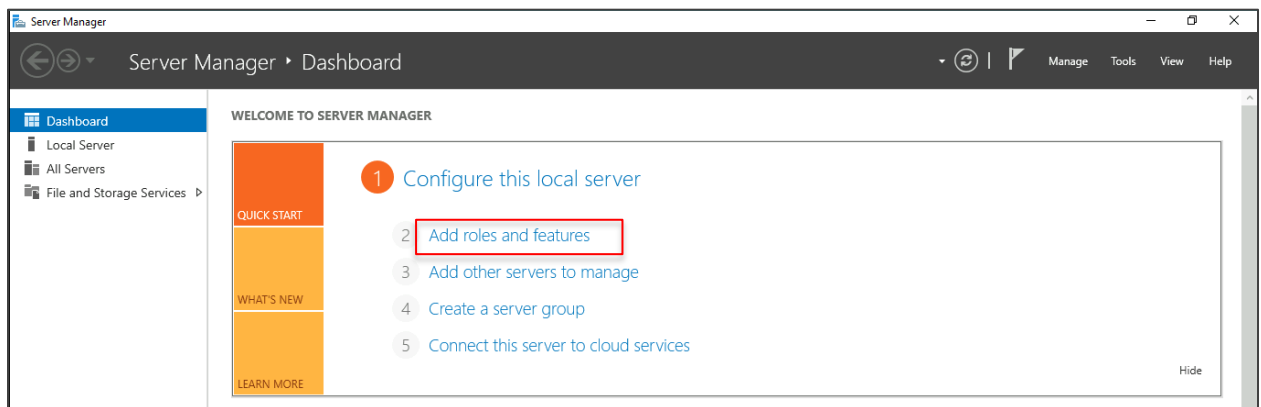 Server Manager
Server Manager • Dashboard
Manage Tools View Help
Dashboard
Local Server
All Servers
File and Storage Services
WELCOME TO SERVER MANAGER
QUICK START
WHAT'S NEW
LEARN MORE
1 Configure this local server
2 Add roles and features
3 Add other servers to manage
4 Create a server group
5 Connect this server to cloud services
Hide